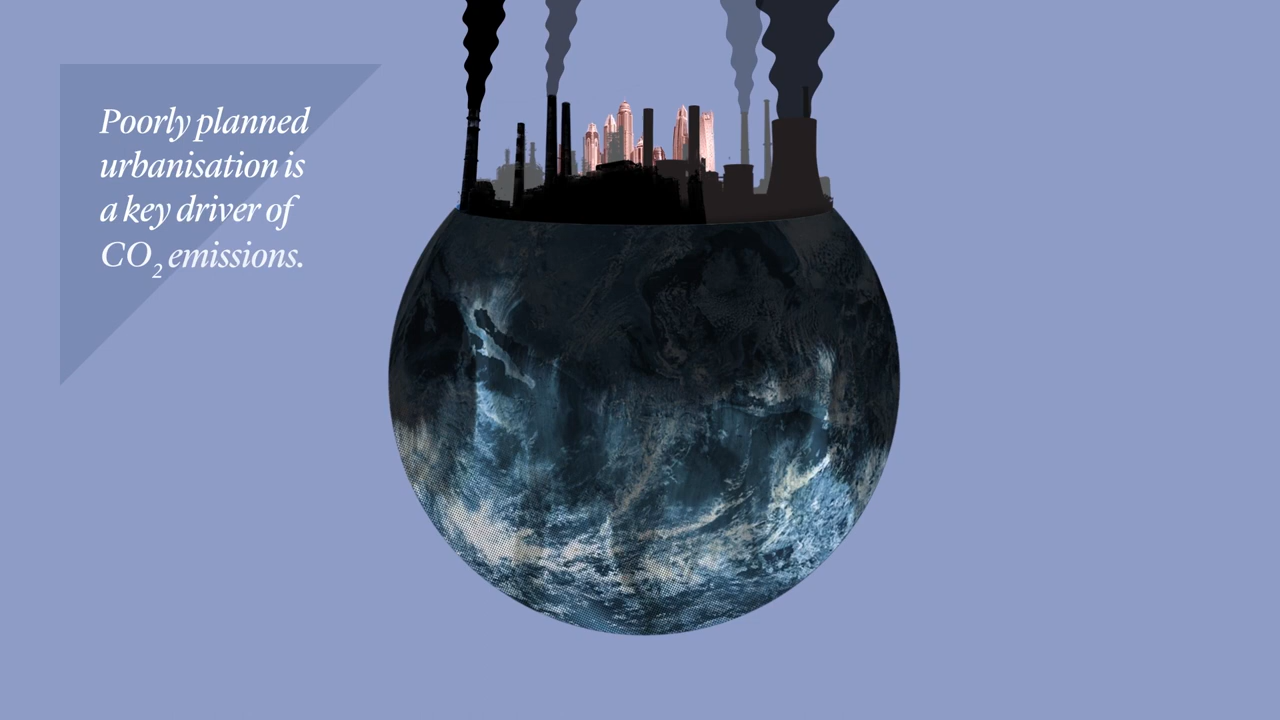 Poorly planned
urbanisation is
a key driver of
CO₂ emissions.